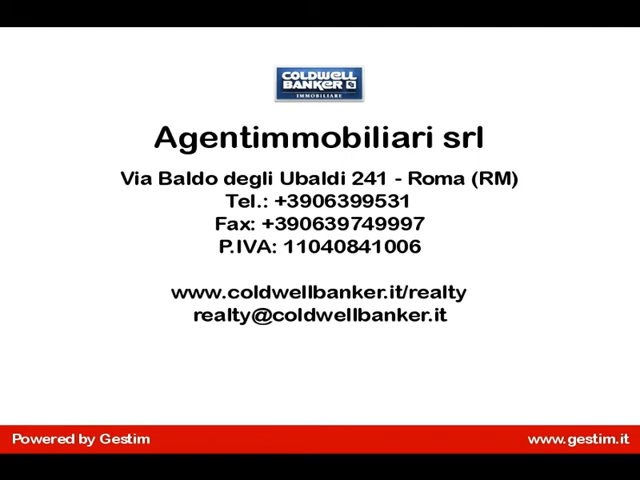 COLDWELL
BANKER CB
IMMOBILIARE
Agentimmobiliari srl
Via Baldo degli Ubaldi 241 - Roma (RM)
Tel.: +3906399531
Fax: +390639749997
P.IVA: 11040841006
www.coldwellbanker.it/realty
realty@coldwellbanker.it
Powered by Gestim
www.gestim.it